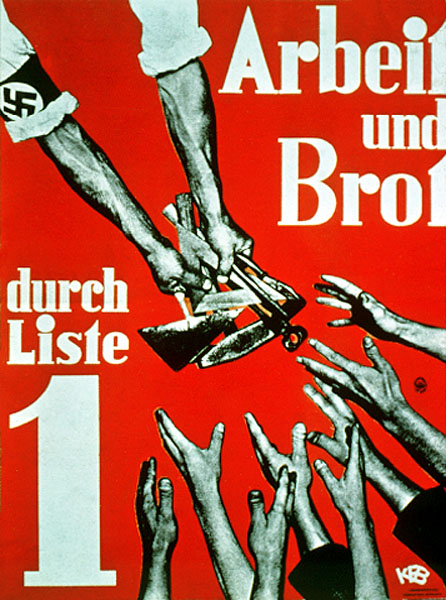 Arbeit
und
Brot
durch
Liste
1